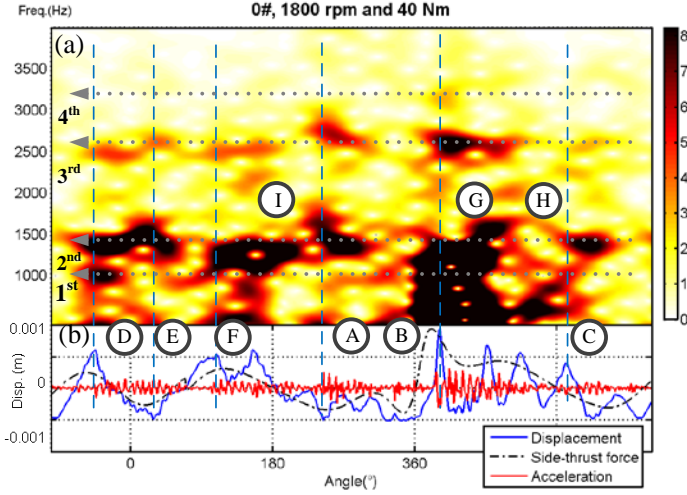 Freq.(Hz) 0#, 1800 rpm and 40 Nm
(a)
3500
3000
2500
2000
1500
1000
4th
3rd
2nd
1st
I
G
H
8
7
6
5
4
3
2
1
0
(b)
D
E
F
A
B
C
Disp. (m)
0.001
0
-0.001
0
180
360
Angle(°)
Displacement
Side-thrust force
Acceleration